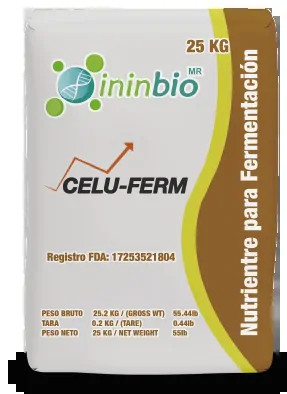 25 KG
ininbio MR
CELU-FERM
Nutrientre para Fermentación
Registro FDA: 17253521804
PESO BRUTO 25.2 KG / (GROSS WT) 55.44lb
TARA 0.2 KG / (TARE) 0.44lb
PESO NETO 25 KG / NET WEIGHT 55lb